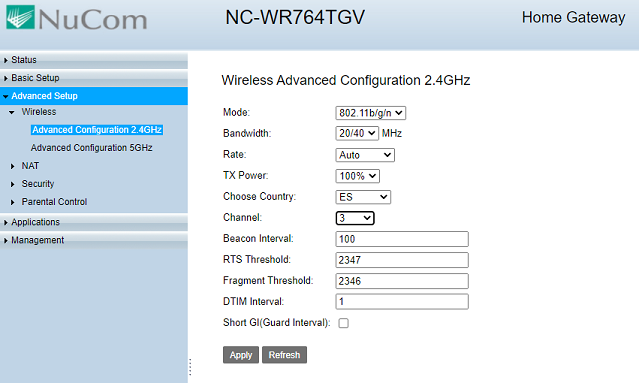 NuCom
NC-WR764TGV
Home Gateway
Status
Basic Setup
Advanced Setup
Wireless
Advanced Configuration 2.4GHz
Advanced Configuration 5GHz
NAT
Security
Parental Control
Applications
Management
Wireless Advanced Configuration 2.4GHz
Mode: 802.11b/g/n
Bandwidth: 20/40 MHz
Rate: Auto
TX Power: 100%
Choose Country: ES
Channel: 3
Beacon Interval: 100
RTS Threshold: 2347
Fragment Threshold: 2346
DTIM Interval: 1
Short GI(Guard Interval):
Apply Refresh